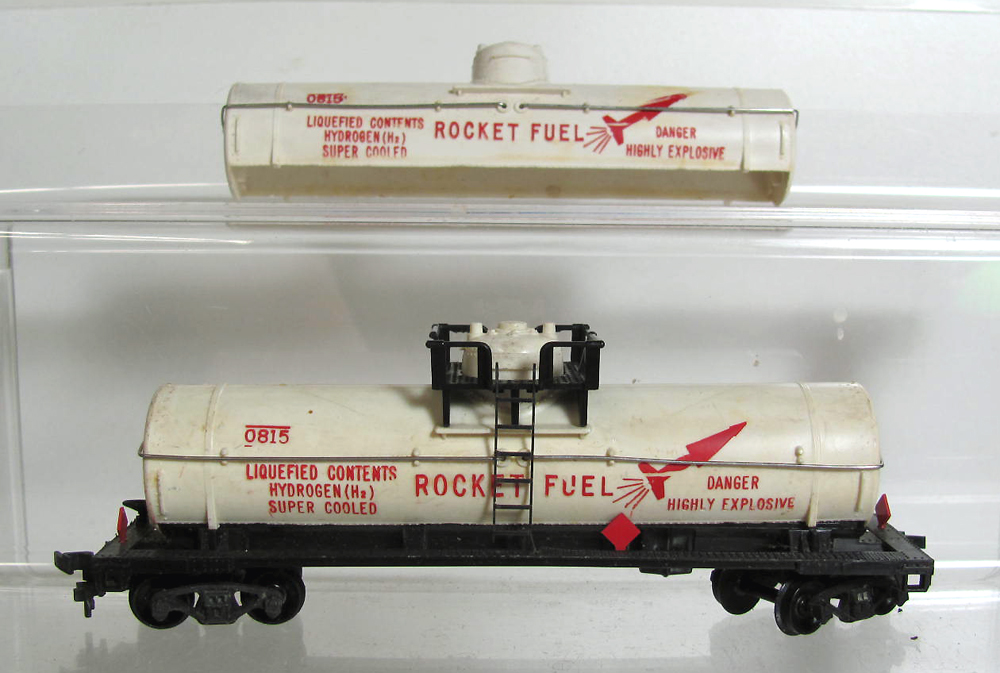 0815
LIQUEFIED CONTENTS
HYDROGEN (H₂)
SUPER COOLED
ROCKET FUEL
DANGER
HIGHLY EXPLOSIVE
0815
LIQUEFIED CONTENTS
HYDROGEN (H₂)
SUPER COOLED
ROCKET FUEL
DANGER
HIGHLY EXPLOSIVE